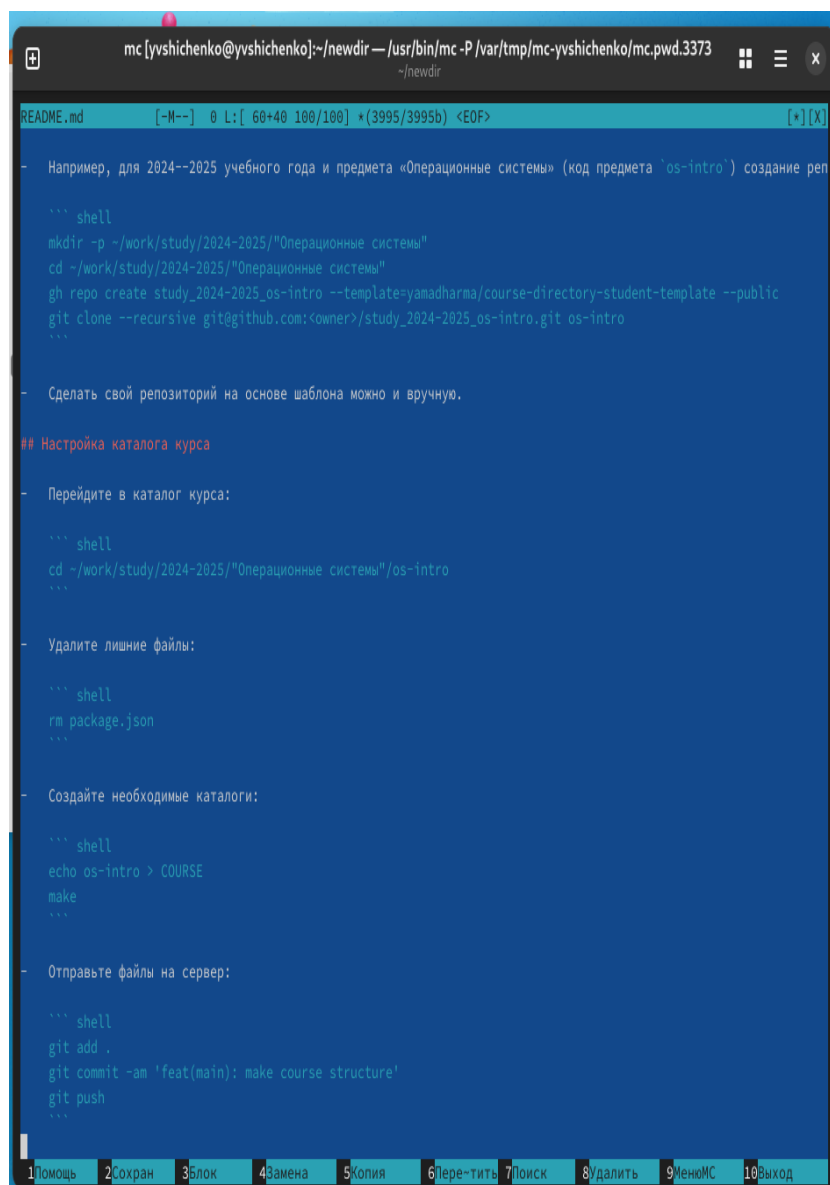 mc [yvshichenko@yvshichenko]:~/newdir — /usr/bin/mc -P /var/tmp/mc-yvshichenko/mc.pwd.3373
~/newdir
README.md [-M--] 0 L:[ 60+40 100/100] *(3995/3995b) <EOF> [*][X]
- Например, для 2024--2025 учебного года и предмета «Операционные системы» (код предмета `os-intro`) создание реп
``` shell
mkdir -p ~/work/study/2024-2025/"Операционные системы"
cd ~/work/study/2024-2025/"Операционные системы"
gh repo create study_2024-2025_os-intro --template=yamadharma/course-directory-student-template --public
git clone --recursive git@github.com:<owner>/study_2024-2025_os-intro.git os-intro
```
- Сделать свой репозиторий на основе шаблона можно и вручную.
## Настройка каталога курса
- Перейдите в каталог курса:
``` shell
cd ~/work/study/2024-2025/"Операционные системы"/os-intro
```
- Удалите лишние файлы:
``` shell
rm package.json
```
- Создайте необходимые каталоги:
``` shell
echo os-intro > COURSE
make
```
- Отправьте файлы на сервер:
``` shell
git add .
git commit -am 'feat(main): make course structure'
git push
```
1Помощь 2Сохран 3Блок 4Замена 5Копия 6Пере~тить 7Поиск 8Удалить 9МенюMC 10Выход